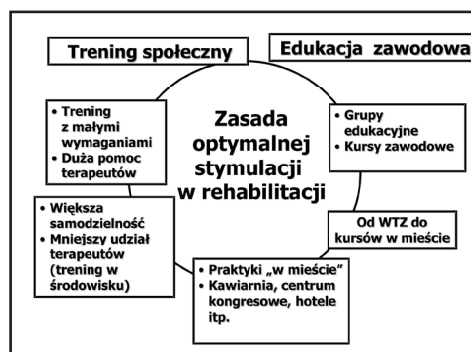 Trening społeczny
Edukacja zawodowa
Zasada
optymalnej
stymulacji
w rehabilitacji
• Trening
z małymi
wymaganiami
• Duża pomoc
terapeutów
• Grupy
edukacyjne
• Kursy zawodowe
• Większa
samodzielność
• Mniejszy udział
terapeutów
(trening w
środowisku)
Od WTZ do
kursów w mieście
• Praktyki „w mieście”
• Kawiarnia, centrum
kongresowe, hotele
itp.